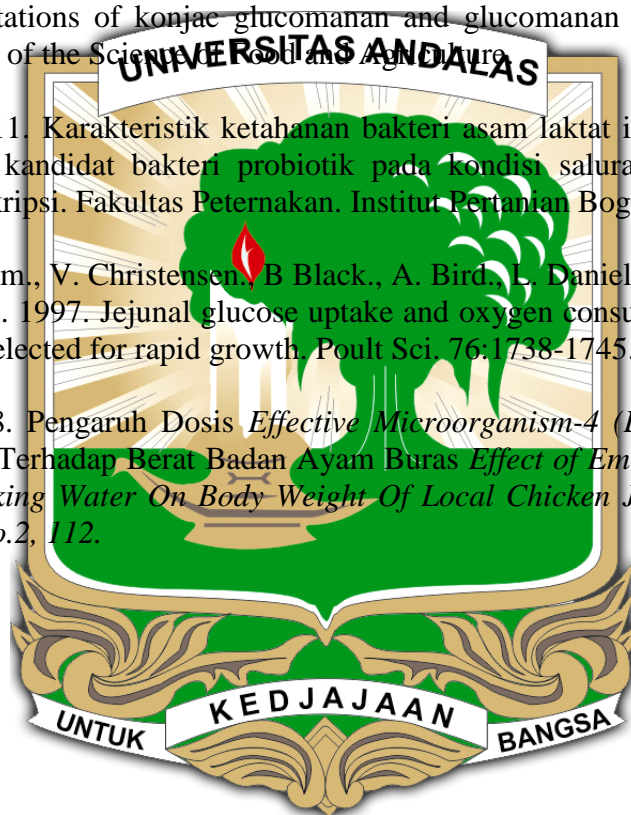 tations of konjae glucomanan and glucomanan
of the Science of Food and Agriculture.
UNIVERSITAS ANDALAS
11. Karakteristik ketahanan bakteri asam laktat i
kandidat bakteri probiotik pada kondisi salura
kripsi. Fakultas Peternakan. Institut Pertanian Bog
m., V. Christensen., B Black., A. Bird., L. Daniel
. 1997. Jejunal glucose uptake and oxygen consu
elected for rapid growth. Poult Sci. 76:1738-1745.
8. Pengaruh Dosis Effective Microorganism-4 (
Terhadap Berat Badan Ayam Buras Effect of Em
king Water On Body Weight Of Local Chicken J
o.2, 112.
UNTUK KEDJAJAAN BANGSA